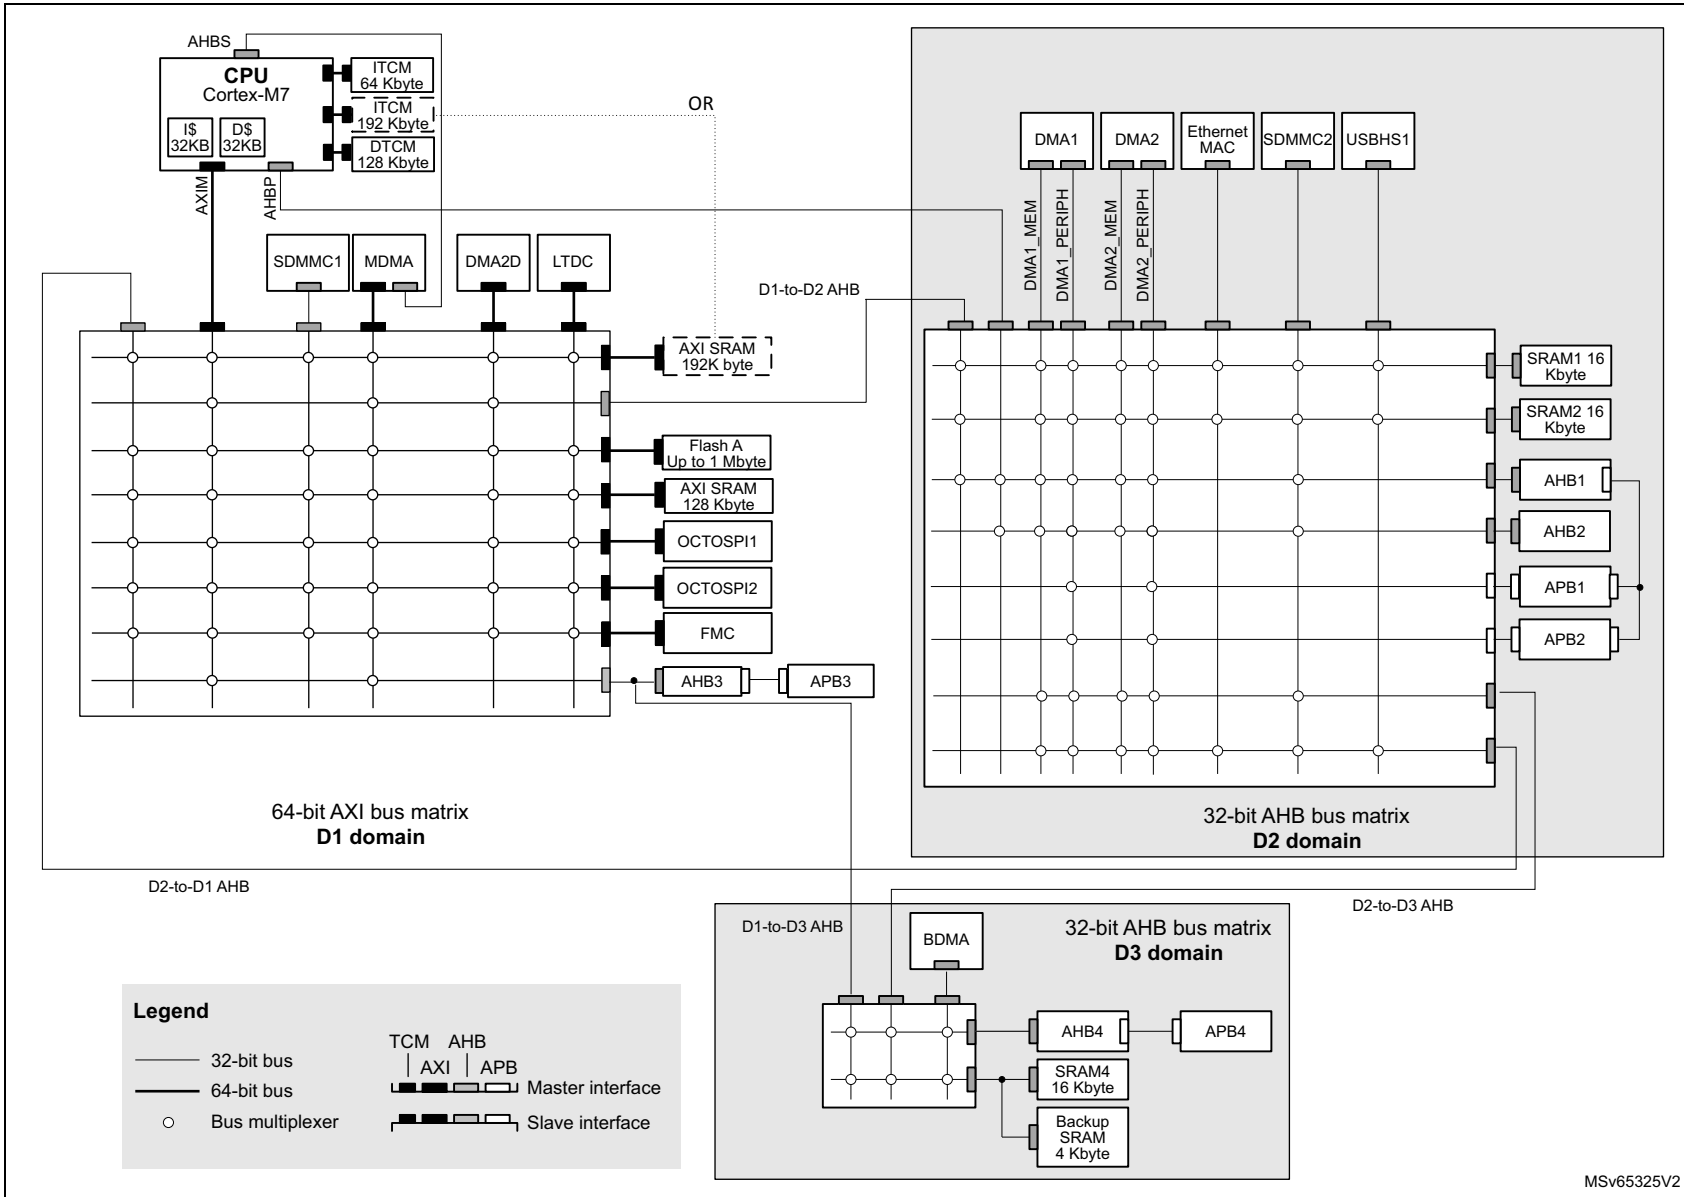 AHBS
CPU
Cortex-M7
I$
32KB
D$
32KB
ITCM
64 Kbyte
ITCM
192 Kbyte
DTCM
128 Kbyte
OR
AXIM
AHBP
SDMMC1
MDMA
DMA2D
LTDC
D1-to-D2 AHB
AXI SRAM
192K byte
Flash A
Up to 1 Mbyte
AXI SRAM
128 Kbyte
OCTOSPI1
OCTOSPI2
FMC
AHB3
APB3
64-bit AXI bus matrix
D1 domain
D2-to-D1 AHB
DMA1
DMA2
Ethernet
MAC
SDMMC2
USBHS1
DMA1_MEM
DMA1_PERIPH
DMA2_MEM
DMA2_PERIPH
SRAM1 16
Kbyte
SRAM2 16
Kbyte
AHB1
AHB2
APB1
APB2
32-bit AHB bus matrix
D2 domain
D2-to-D3 AHB
D1-to-D3 AHB
BDMA
32-bit AHB bus matrix
D3 domain
AHB4
APB4
SRAM4
16 Kbyte
Backup
SRAM
4 Kbyte
Legend
32-bit bus
64-bit bus
Bus multiplexer
TCM
AHB
AXI
APB
Master interface
Slave interface
MSv65325V2